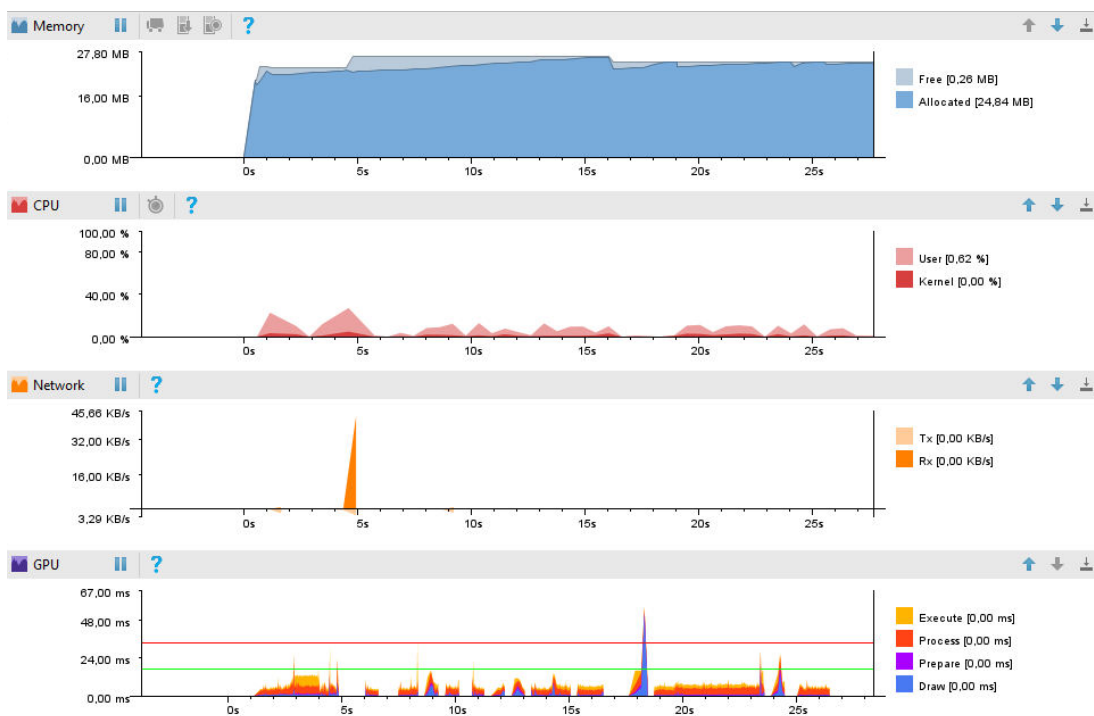 Memory ?
27,80 MB
16,00 MB
0,00 MB
0s 5s 10s 15s 20s 25s
Free [0,26 MB]
Allocated [24,84 MB]
CPU ?
100,00 %
80,00 %
40,00 %
0,00 %
0s 5s 10s 15s 20s 25s
User [0,62 %]
Kernel [0,00 %]
Network ?
45,66 KB/s
32,00 KB/s
16,00 KB/s
3,29 KB/s
0s 5s 10s 15s 20s 25s
Tx [0,00 KB/s]
Rx [0,00 KB/s]
GPU ?
67,00 ms
48,00 ms
24,00 ms
0,00 ms
0s 5s 10s 15s 20s 25s
Execute [0,00 ms]
Process [0,00 ms]
Prepare [0,00 ms]
Draw [0,00 ms]